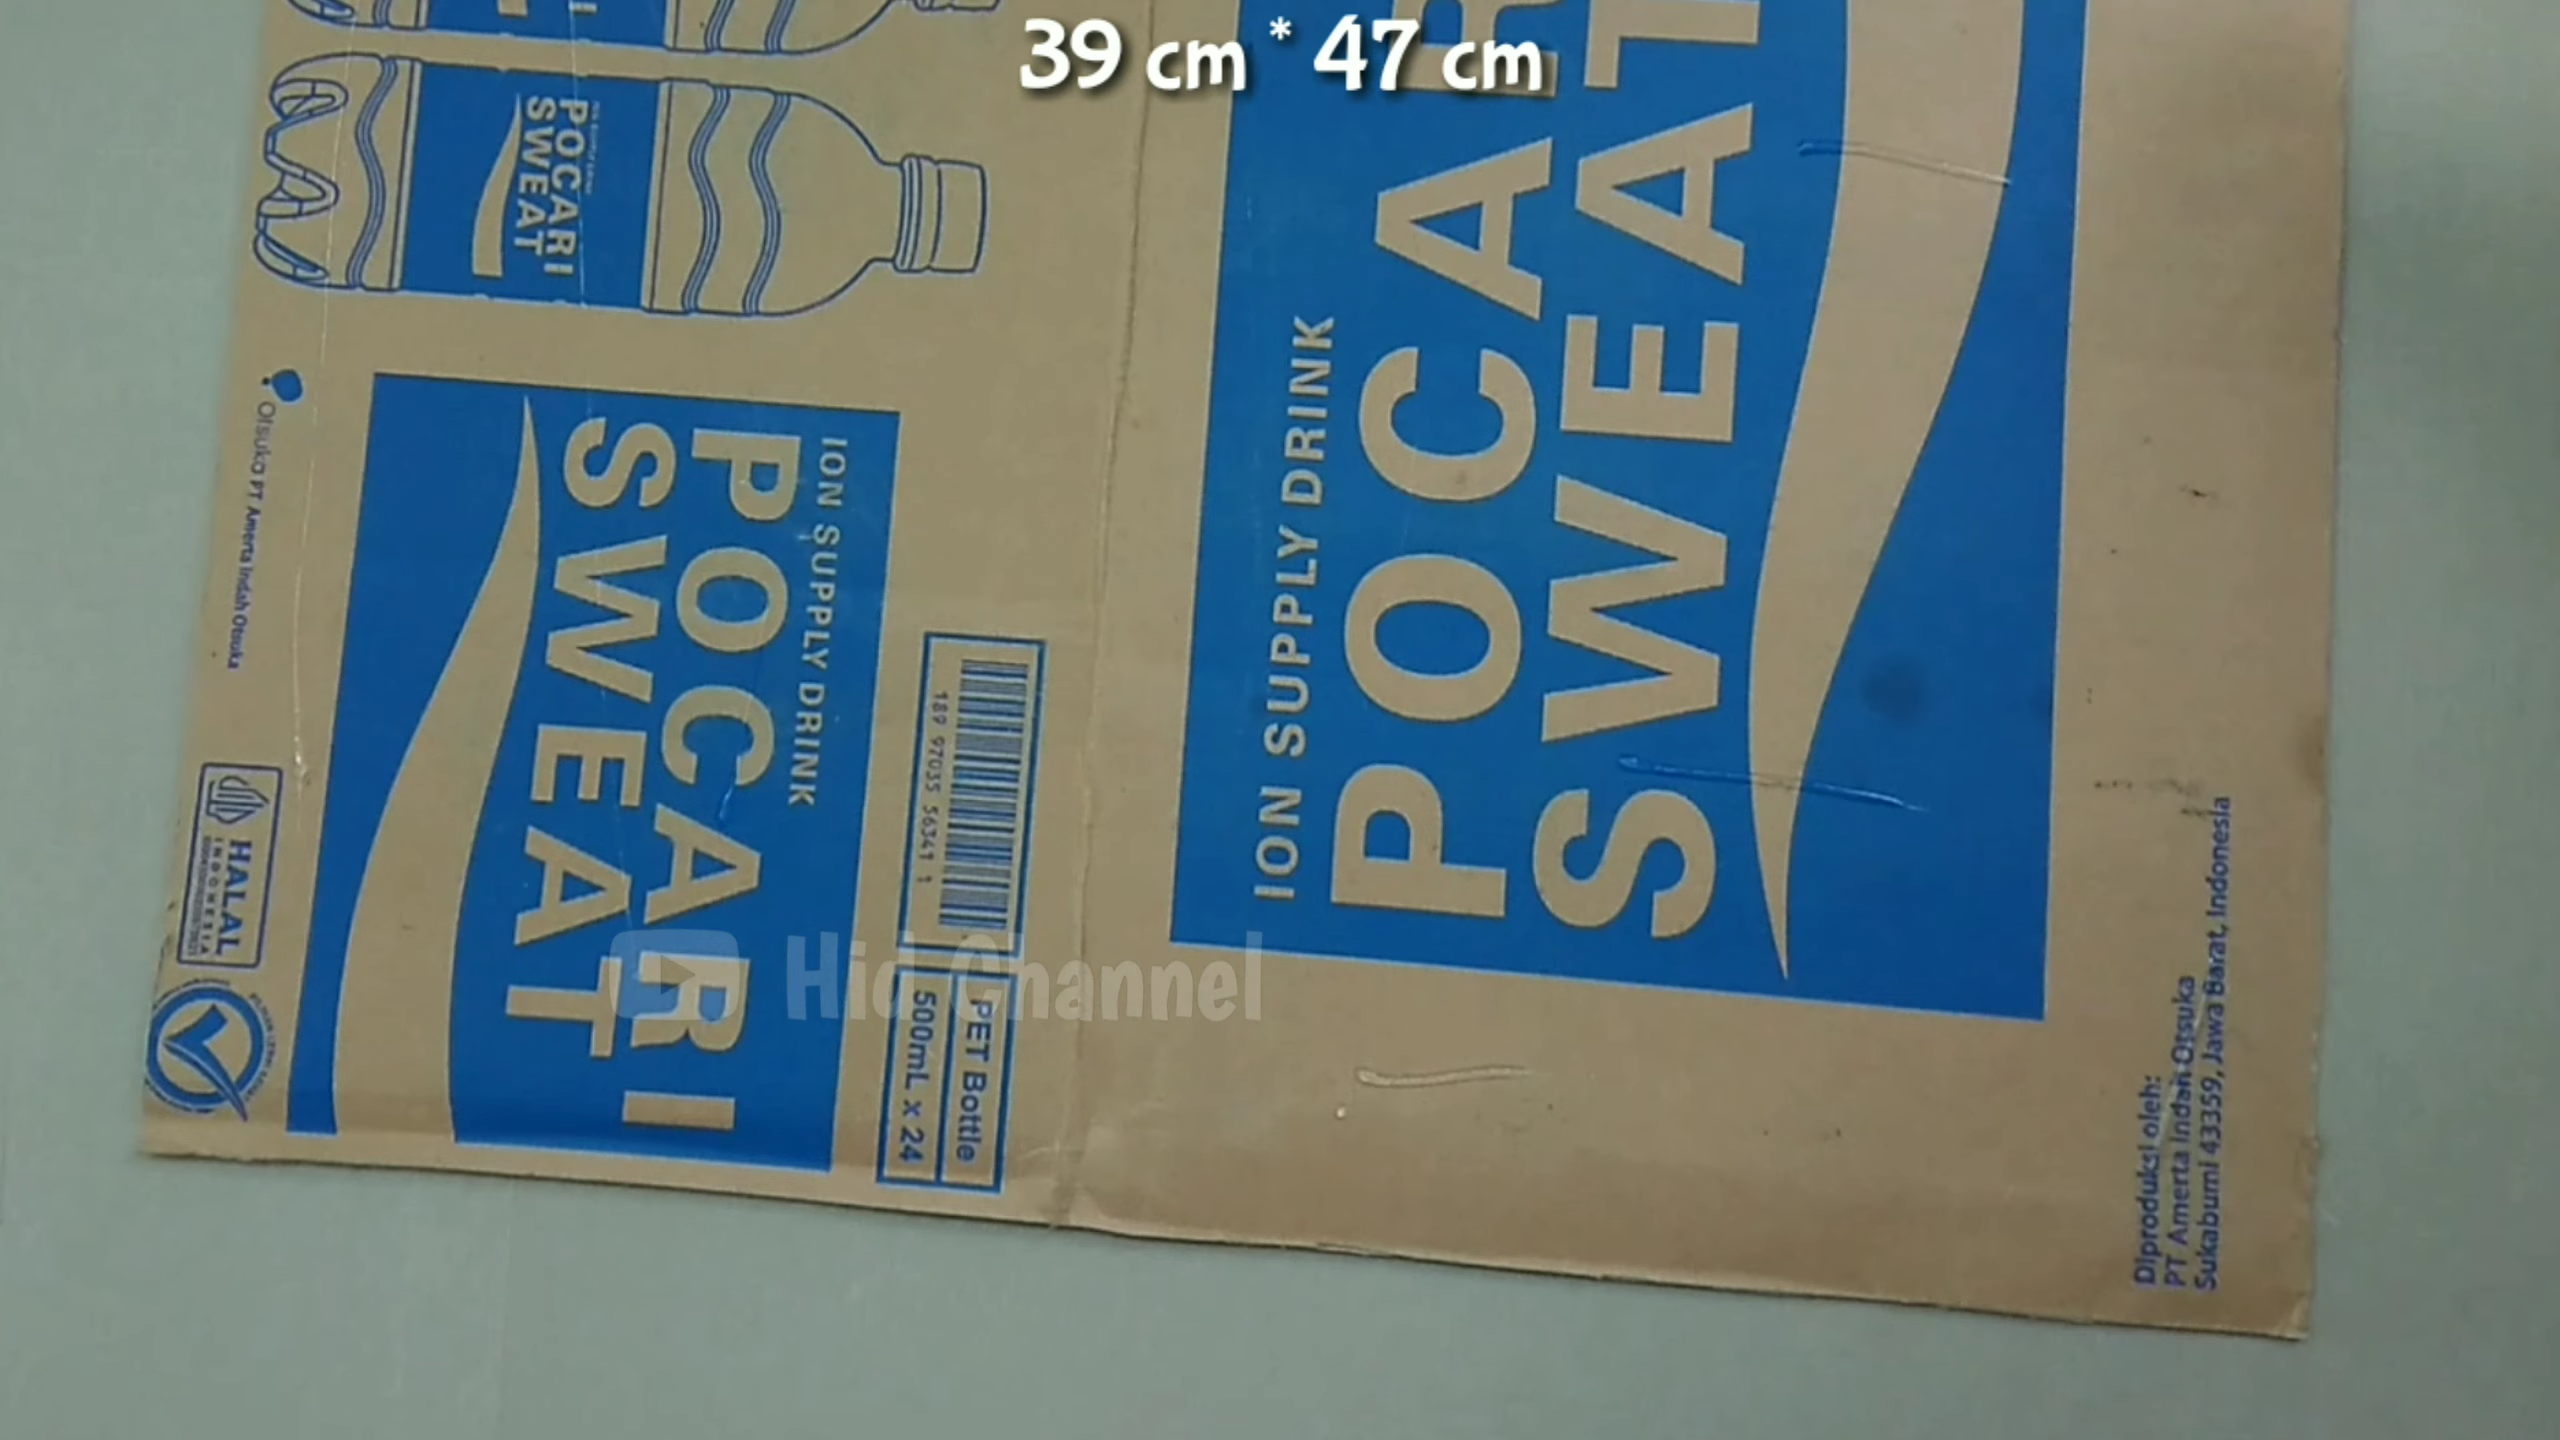 39 cm * 47 cm
POCARI
SWEAT
Otsuka PT Amerta Indah Otsuka
ION SUPPLY DRINK
POCARI
SWEAT
HALAL
INDONESIA
189 97035 56341 1
PET Bottle
500mL x 24
ION SUPPLY DRINK
POCAR
SWEAT
Diproduksi oleh:
PT Amerta Indah Otsuka
Sukabumi 43359, Jawa Barat, Indonesia
Hid Channel